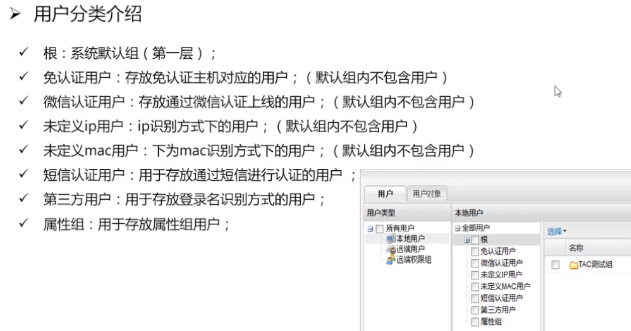 用户分类介绍
根：系统默认组（第一层）；
免认证用户：存放免认证主机对应的用户；（默认组内不包含用户）
微信认证用户：存放通过微信认证上线的用户；（默认组内不包含用户）
未定义ip用户：ip识别方式下的用户；（默认组内不包含用户）
未定义mac用户：下为mac识别方式下的用户；（默认组内不包含用户）
短信认证用户：用于存放通过短信进行认证的用户 ；
第三方用户：用于存放登录名识别方式的用户；
属性组：用于存放属性组用户；
用户 用户对象
用户类型
所有用户
本地用户
远端用户
远端权限组
本地用户
全部用户
根
免认证用户
微信认证用户
未定义IP用户
未定义MAC用户
短信认证用户
第三方用户
属性组
选择
名称
TAC测试组